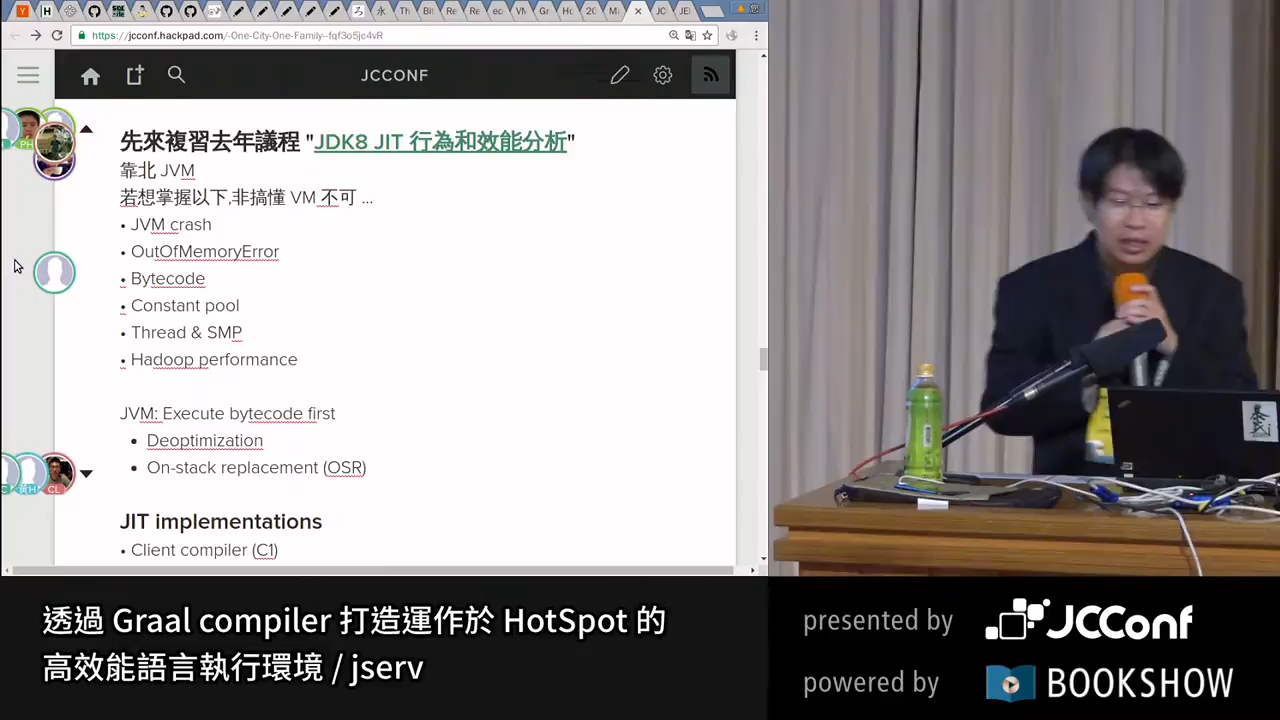 https://jcconf.hackpad.com/-One-City-One-Family--fqf3o5jc4vR
JCCONF
先來複習去年議程 "JDK8 JIT 行為和效能分析"
靠北 JVM
若想掌握以下,非搞懂 VM 不可 ...
• JVM crash
• OutOfMemoryError
• Bytecode
• Constant pool
• Thread & SMP
• Hadoop performance
JVM: Execute bytecode first
• Deoptimization
• On-stack replacement (OSR)
JIT implementations
• Client compiler (C1)
透過 Graal compiler 打造運作於 HotSpot 的
高效能語言執行環境 / jserv
presented by JCConf
powered by BOOKSHOW